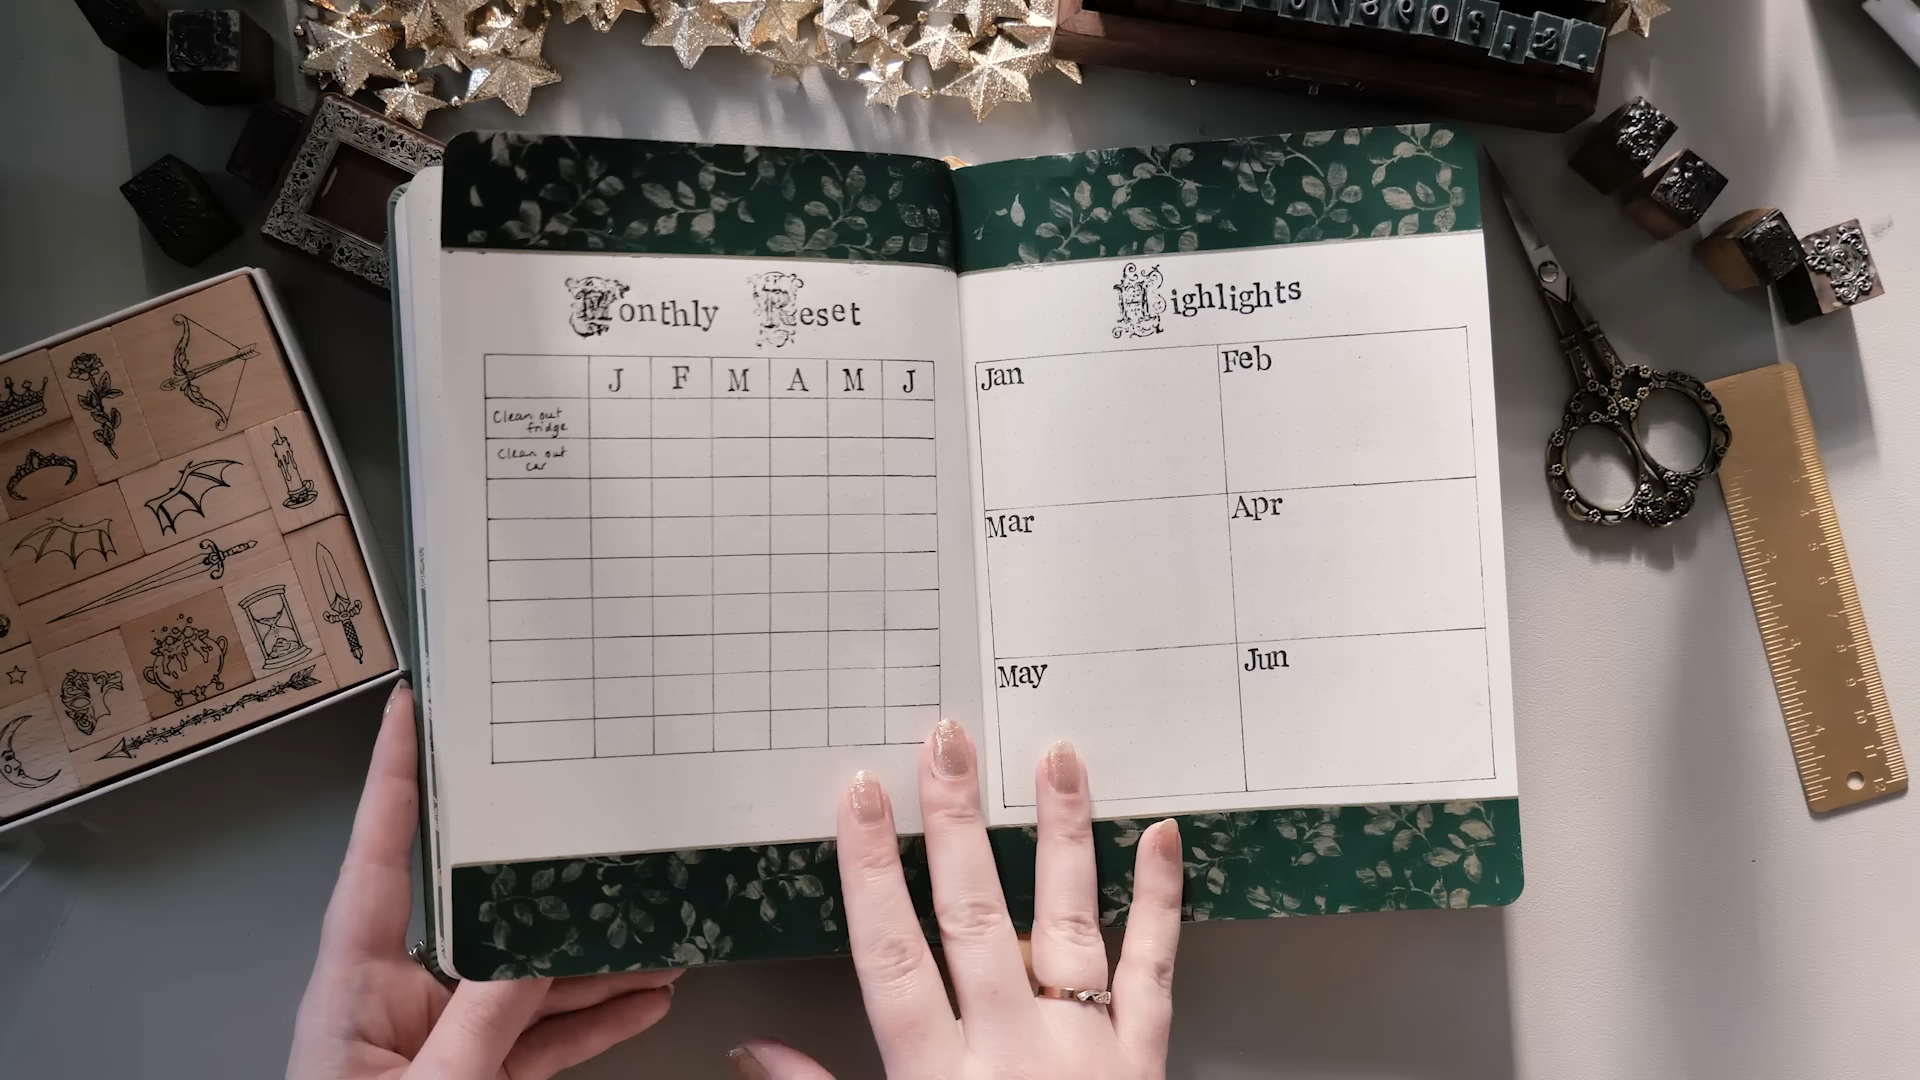 Monthly Reset
J F M A M J
Clean out
fridge
Clean out
car
Highlights
Jan
Feb
Mar
Apr
May
Jun